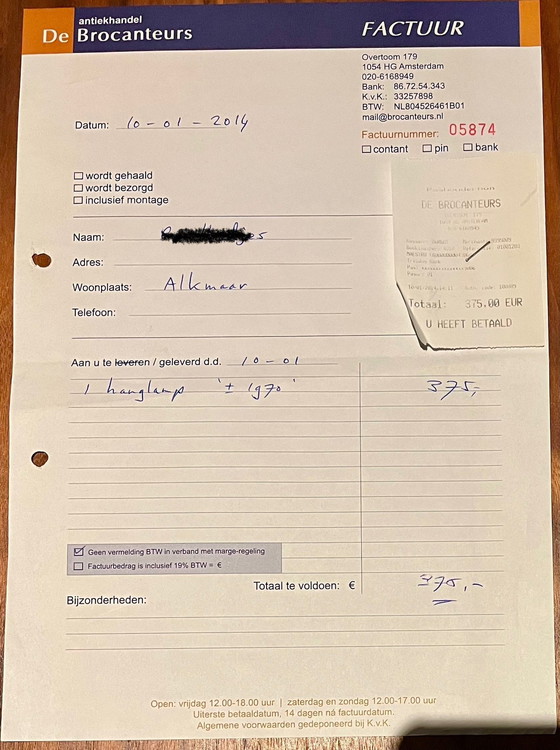 antiekhandel
De Brocanteurs
FACTUUR
Overtoom 179
1054 HG Amsterdam
020-6168949
Bank: 86.72.54.343
K.v.K.: 33257898
BTW: NL804526461B01
mail@brocanteurs.nl
Factuurnummer: 05874
contant pin bank
Datum: 10-01-2014
wordt gehaald
wordt bezorgd
inclusief montage
Naam:
Adres:
Woonplaats: Alkmaar
Telefoon:
DE BROCANTEURS
Totaal: 375.00 EUR
U HEEFT BETAALD
Aan u te leveren / geleverd d.d. 10-01
1 hanglamp '± 1970' 375,-
Geen vermelding BTW in verband met marge-regeling
Factuurbedrag is inclusief 19% BTW = €
Totaal te voldoen: € 375,-
Bijzonderheden:
Open: vrijdag 12.00-18.00 uur | zaterdag en zondag 12.00-17.00 uur
Uiterste betaaldatum, 14 dagen ná factuurdatum.
Algemene voorwaarden gedeponeerd bij K.v.K.